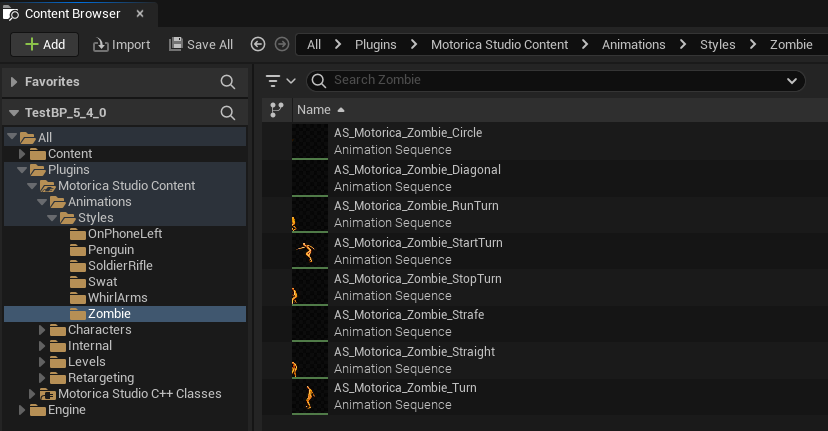 Content Browser
Add
Import
Save All
All
Plugins
Motorica Studio Content
Animations
Styles
Zombie
Favorites
Search Zombie
Name
TestBP_5_4_0
All
Content
Plugins
Motorica Studio Content
Animations
Styles
OnPhoneLeft
Penguin
SoldierRifle
Swat
WhirlArms
Zombie
Characters
Internal
Levels
Retargeting
Motorica Studio C++ Classes
Engine
AS_Motorica_Zombie_Circle
Animation Sequence
AS_Motorica_Zombie_Diagonal
Animation Sequence
AS_Motorica_Zombie_RunTurn
Animation Sequence
AS_Motorica_Zombie_StartTurn
Animation Sequence
AS_Motorica_Zombie_StopTurn
Animation Sequence
AS_Motorica_Zombie_Strafe
Animation Sequence
AS_Motorica_Zombie_Straight
Animation Sequence
AS_Motorica_Zombie_Turn
Animation Sequence